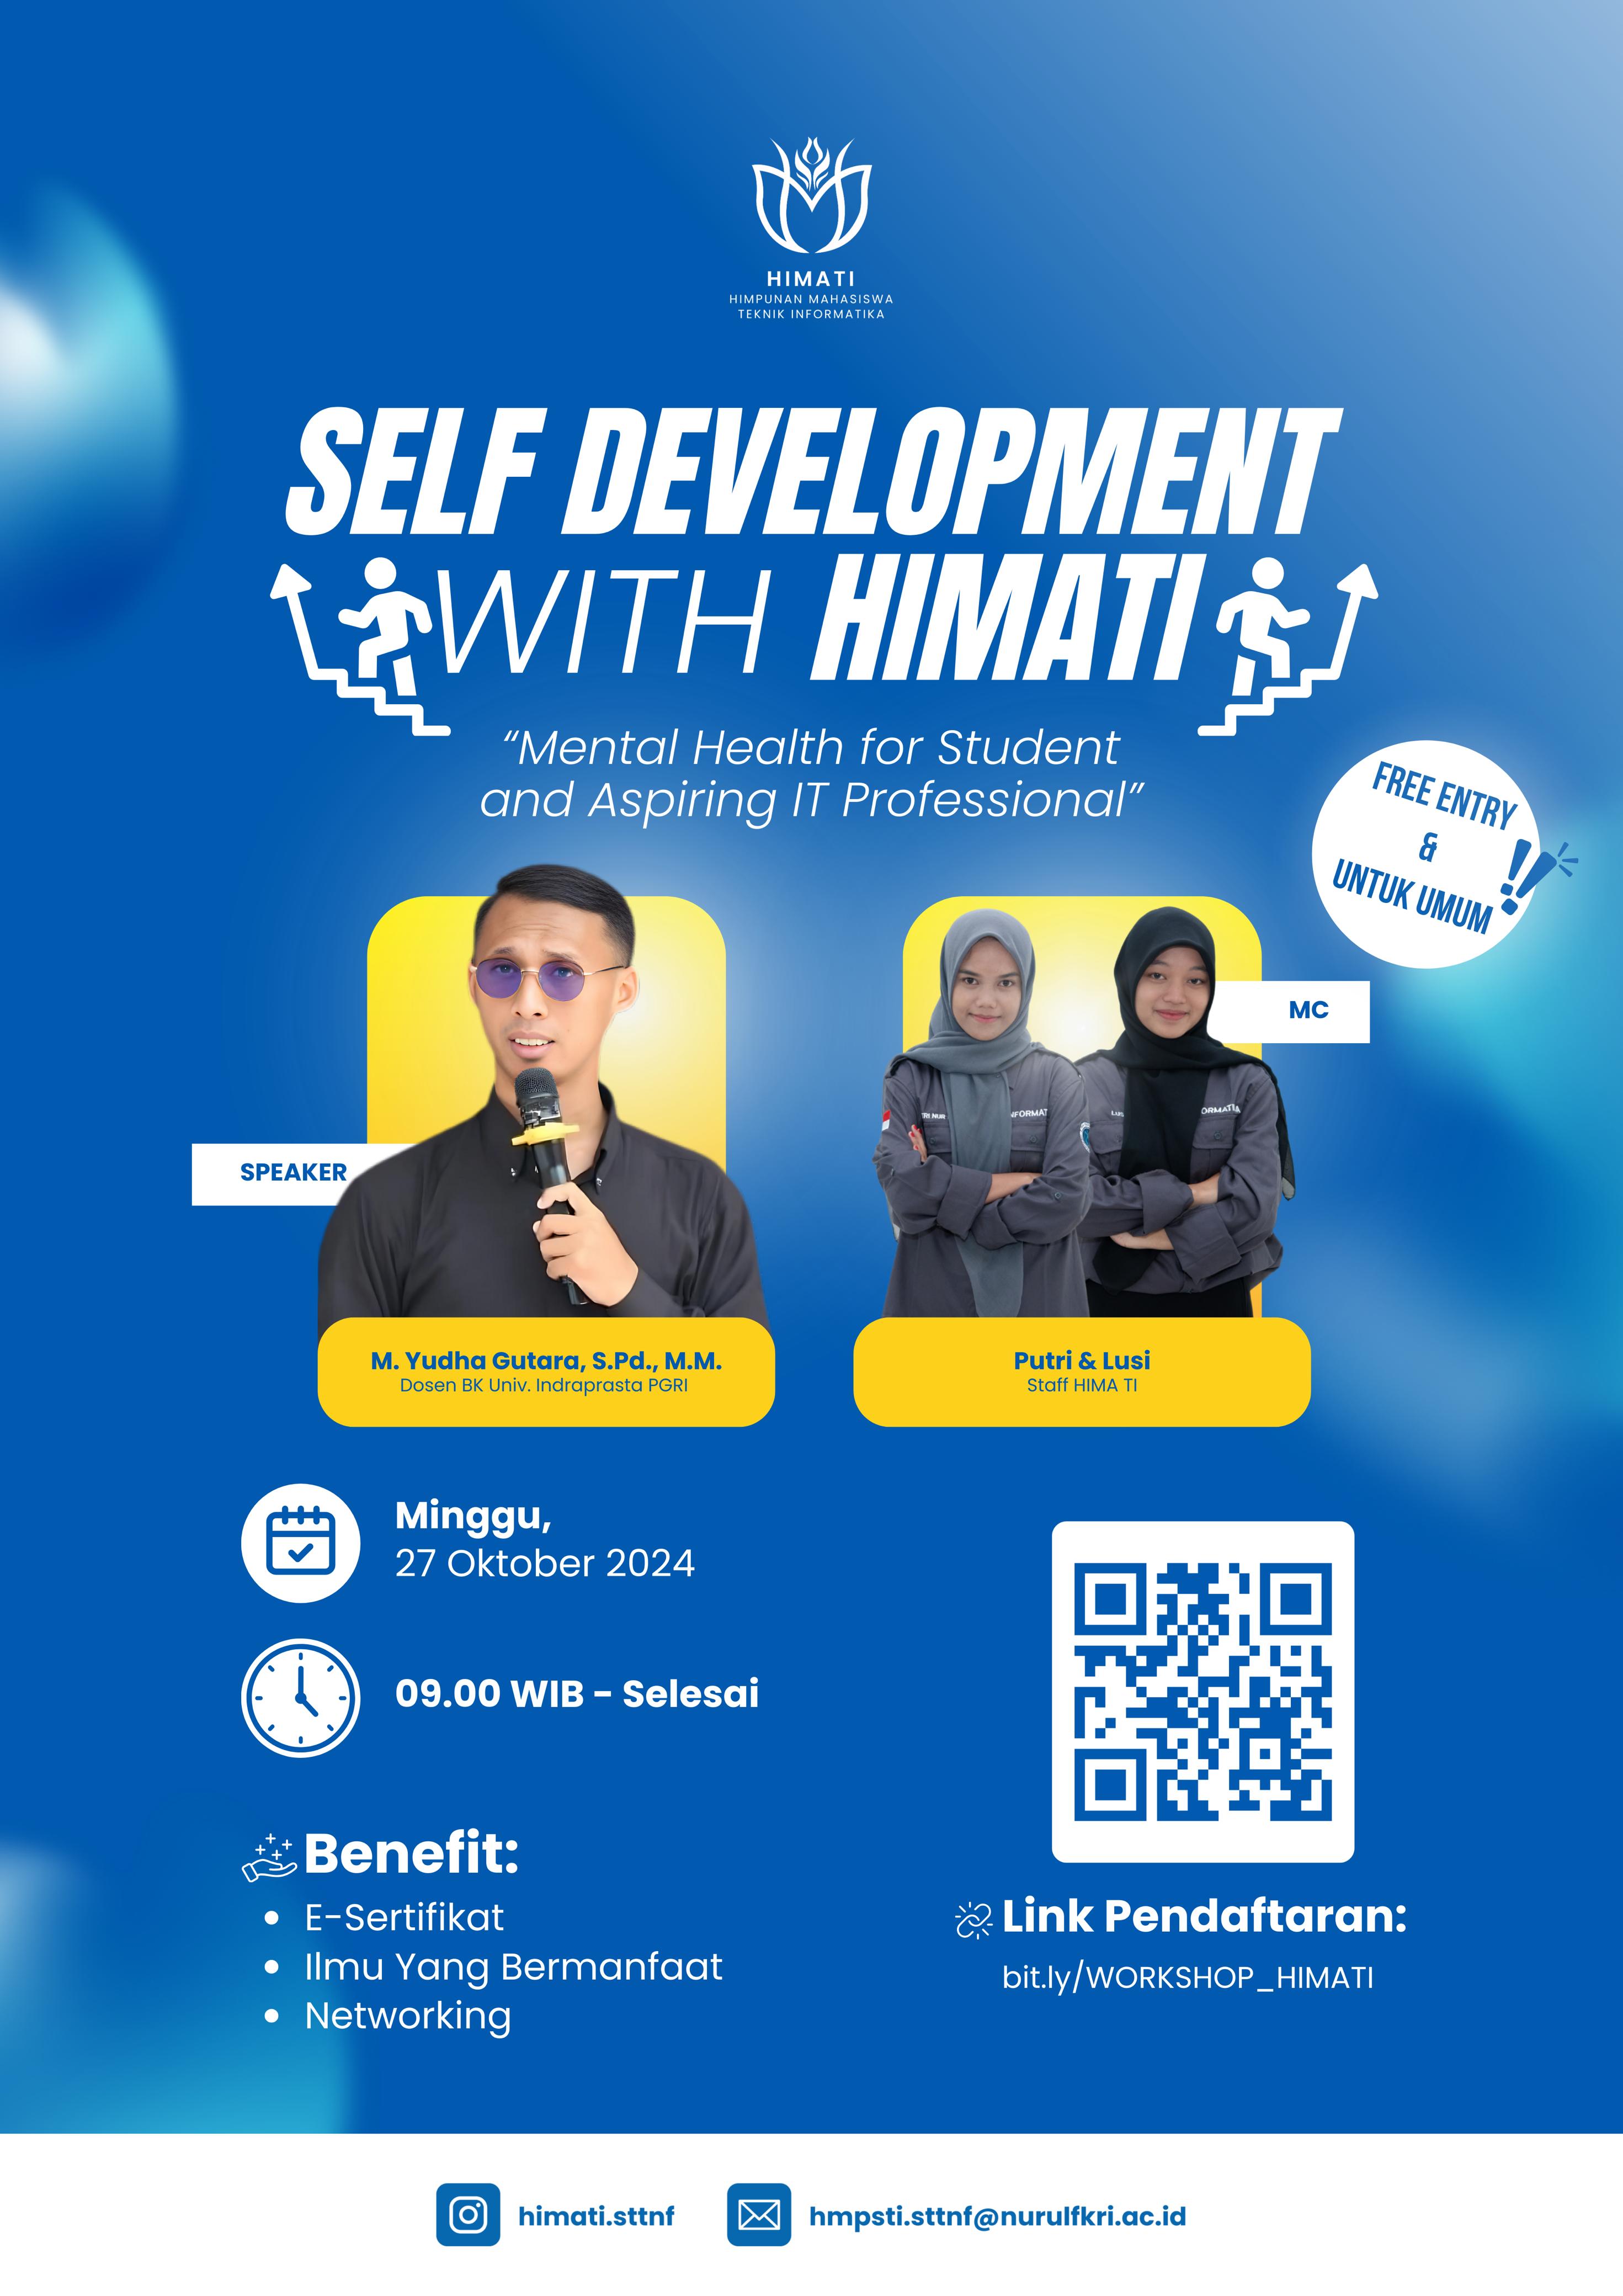 HIMATI
HIMPUNAN MAHASISWA
TEKNIK INFORMATIKA
SELF DEVELOPMENT
WITH HIMATI
“Mental Health for Student
and Aspiring IT Professional”
FREE ENTRY
&
UNTUK UMUM
MC
SPEAKER
M. Yudha Gutara, S.Pd., M.M.
Dosen BK Univ. Indraprasta PGRI
Putri & Lusi
Staff HIMA TI
Minggu,
27 Oktober 2024
09.00 WIB - Selesai
Benefit:
• E-Sertifikat
• Ilmu Yang Bermanfaat
• Networking
Link Pendaftaran:
bit.ly/WORKSHOP_HIMATI
himati.sttnf
hmpsti.sttnf@nurulfkri.ac.id